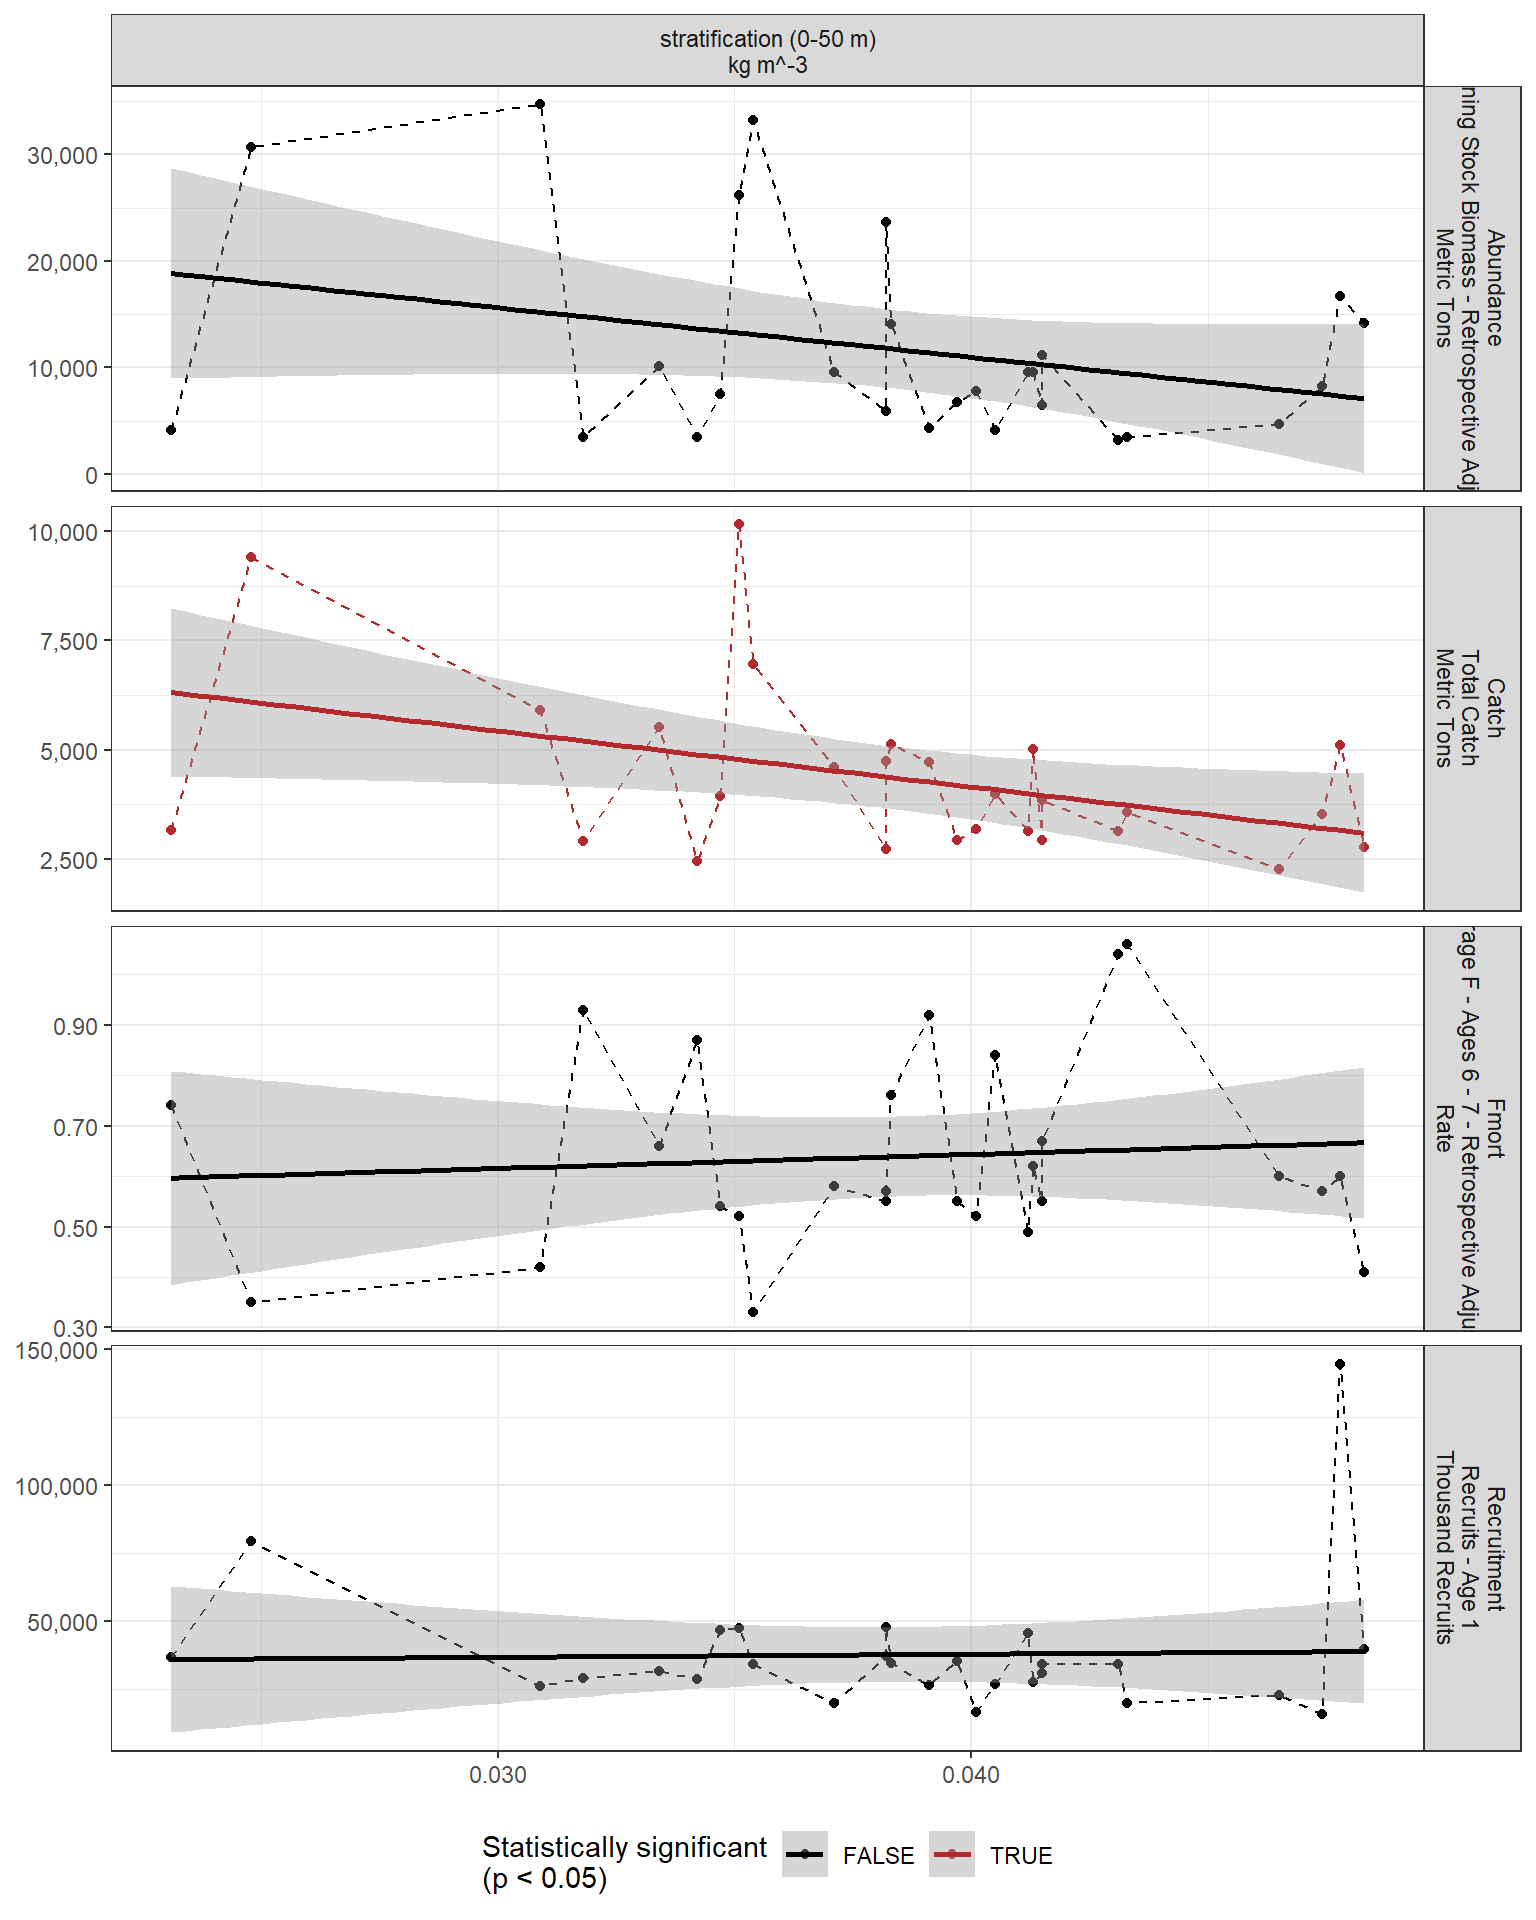 stratification (0-50 m)
kg m^-3
30,000
20,000
10,000
0
Abundance
ning Stock Biomass - Retrospective Adj
Metric Tons
10,000
7,500
5,000
2,500
Catch
Total Catch
Metric Tons
0.90
0.70
0.50
0.30
Fmort
rage F - Ages 6 - 7 - Retrospective Adju
Rate
150,000
100,000
50,000
Recruitment
Recruits - Age 1
Thousand Recruits
0.030
0.040
Statistically significant
(p < 0.05)
FALSE
TRUE